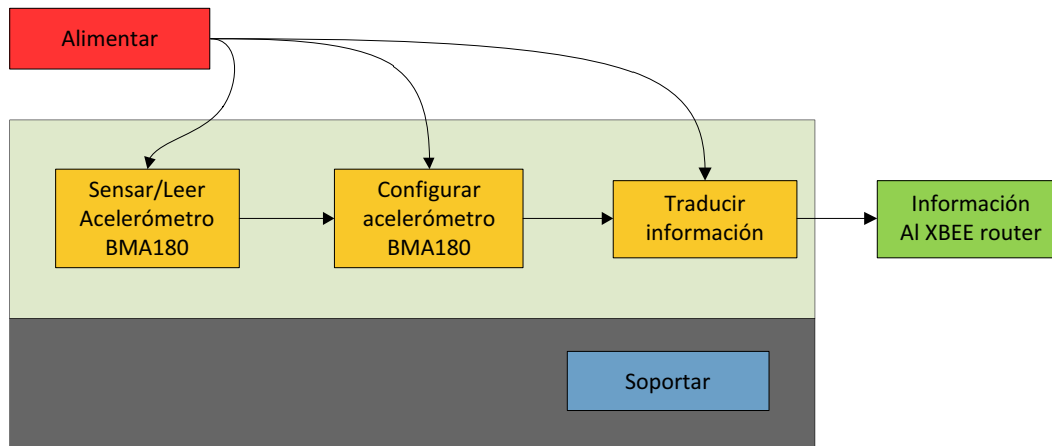 Alimentar
Sensar/Leer
Acelerómetro
BMA180
Configurar
acelerómetro
BMA180
Traducir
información
Información
Al XBEE router
Soportar